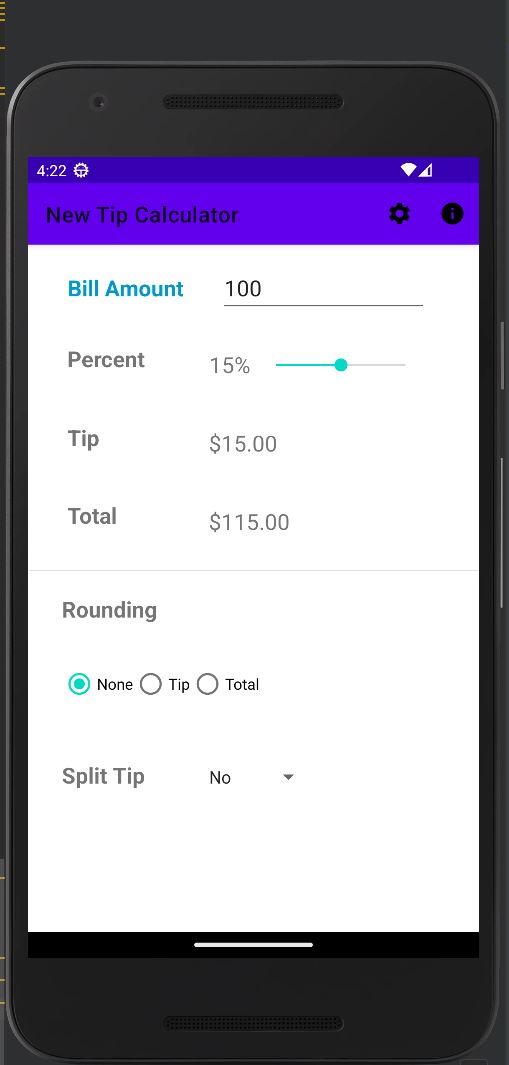 4:22
New Tip Calculator
Bill Amount 100
Percent 15%
Tip $15.00
Total $115.00
Rounding
None Tip Total
Split Tip No